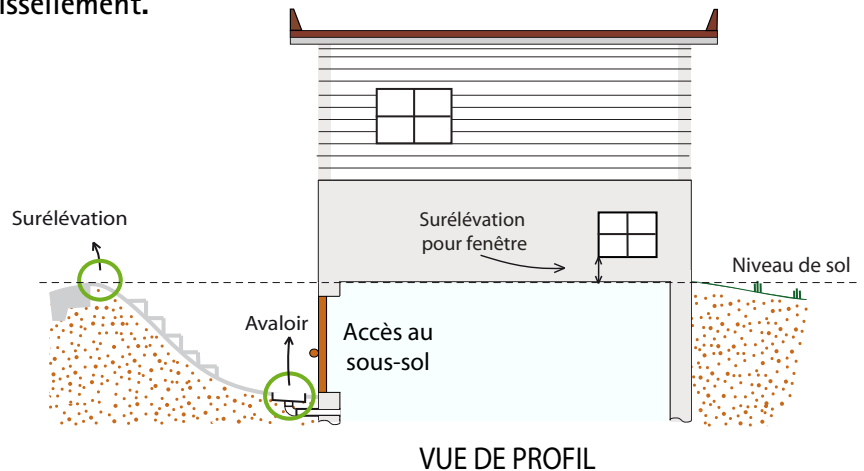 issellement.
Surélévation
Surélévation
pour fenêtre
Niveau de sol
Avaloir
Accès au
sous-sol
VUE DE PROFIL